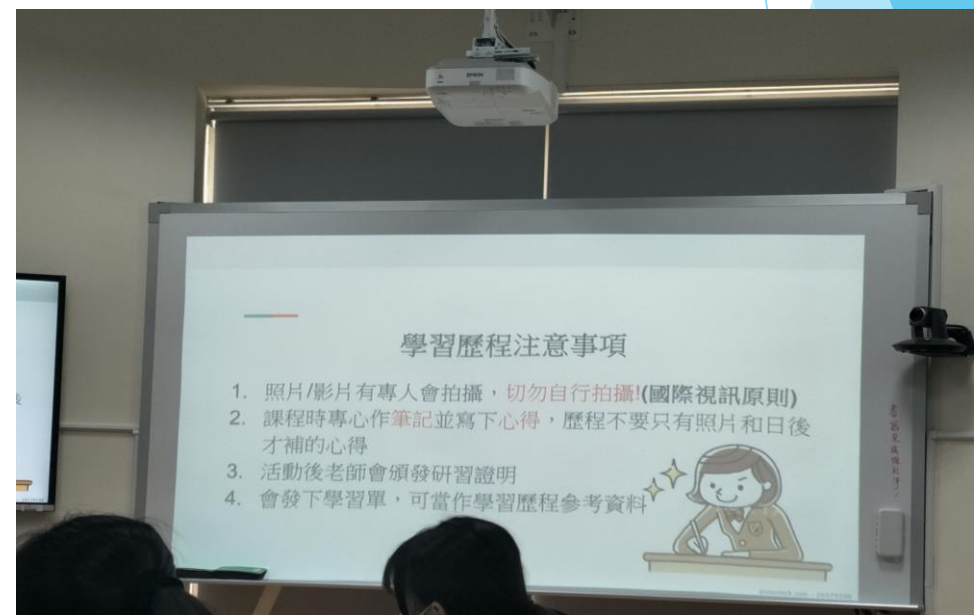 EPSON
學習歷程注意事項
1. 照片/影片有專人會拍攝，切勿自行拍攝!(國際視訊原則)
2. 課程時專心作筆記並寫下心得，歷程不要只有照片和日後
才補的心得
3. 活動後老師會頒發研習證明
4. 會發下學習單，可當作學習歷程參考資料
後